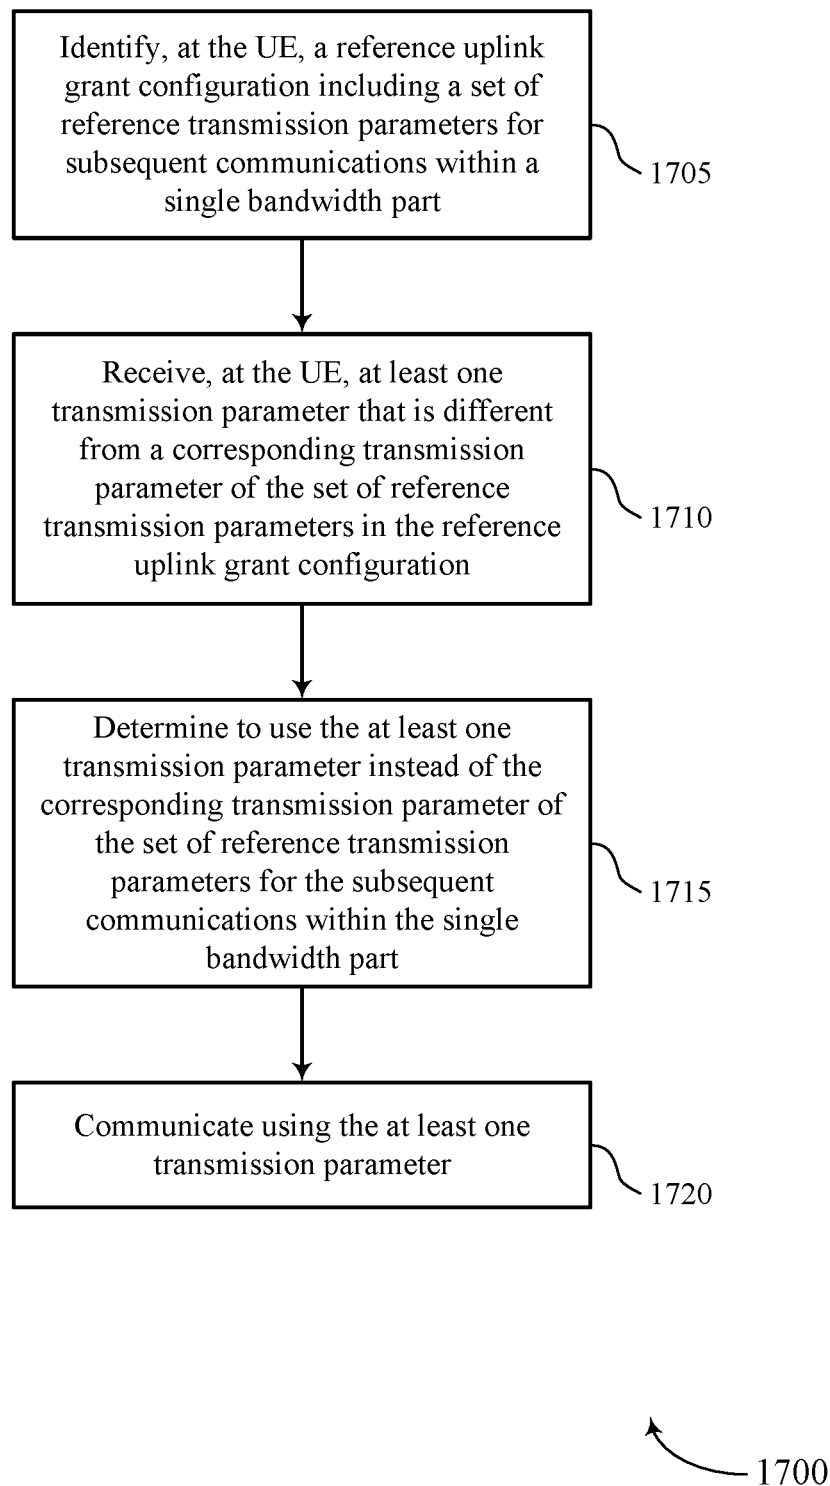 Identify, at the UE, a reference uplink
grant configuration including a set of
reference transmission parameters for
subsequent communications within a
single bandwidth part
1705
Receive, at the UE, at least one
transmission parameter that is different
from a corresponding transmission
parameter of the set of reference
transmission parameters in the reference
uplink grant configuration
1710
Determine to use the at least one
transmission parameter instead of the
corresponding transmission parameter of
the set of reference transmission
parameters for the subsequent
communications within the single
bandwidth part
1715
Communicate using the at least one
transmission parameter
1720
1700